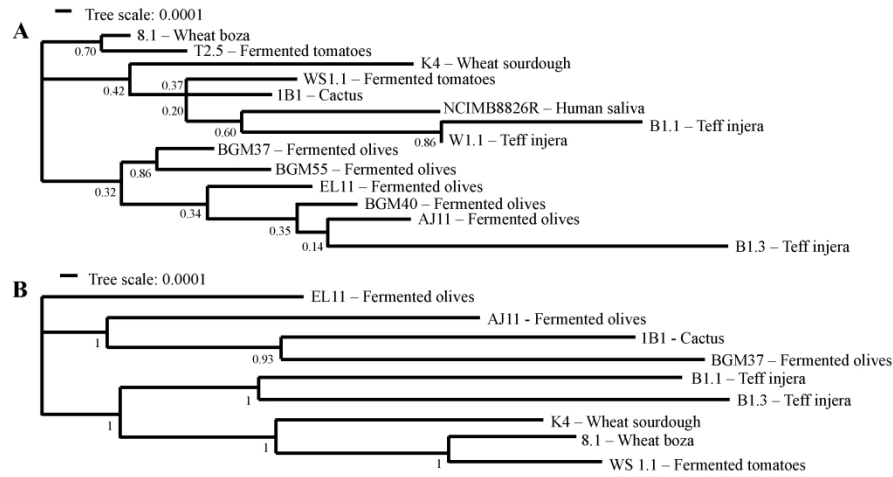 Tree scale: 0.0001
A
8.1 – Wheat boza
0.70
T2.5 – Fermented tomatoes
K4 – Wheat sourdough
0.42
0.37
WS1.1 – Fermented tomatoes
1B1 – Cactus
0.20
NCIMB8826R – Human saliva
0.60
B1.1 – Teff injera
0.86
W1.1 – Teff injera
BGM37 – Fermented olives
0.86
BGM55 – Fermented olives
0.32
EL11 – Fermented olives
0.34
BGM40 – Fermented olives
0.35
AJ11 – Fermented olives
0.14
B1.3 – Teff injera
Tree scale: 0.0001
B
EL11 – Fermented olives
AJ11 - Fermented olives
1
1B1 - Cactus
0.93
BGM37 – Fermented olives
B1.1 – Teff injera
1
B1.3 – Teff injera
1
K4 – Wheat sourdough
1
8.1 – Wheat boza
1
WS 1.1 – Fermented tomatoes